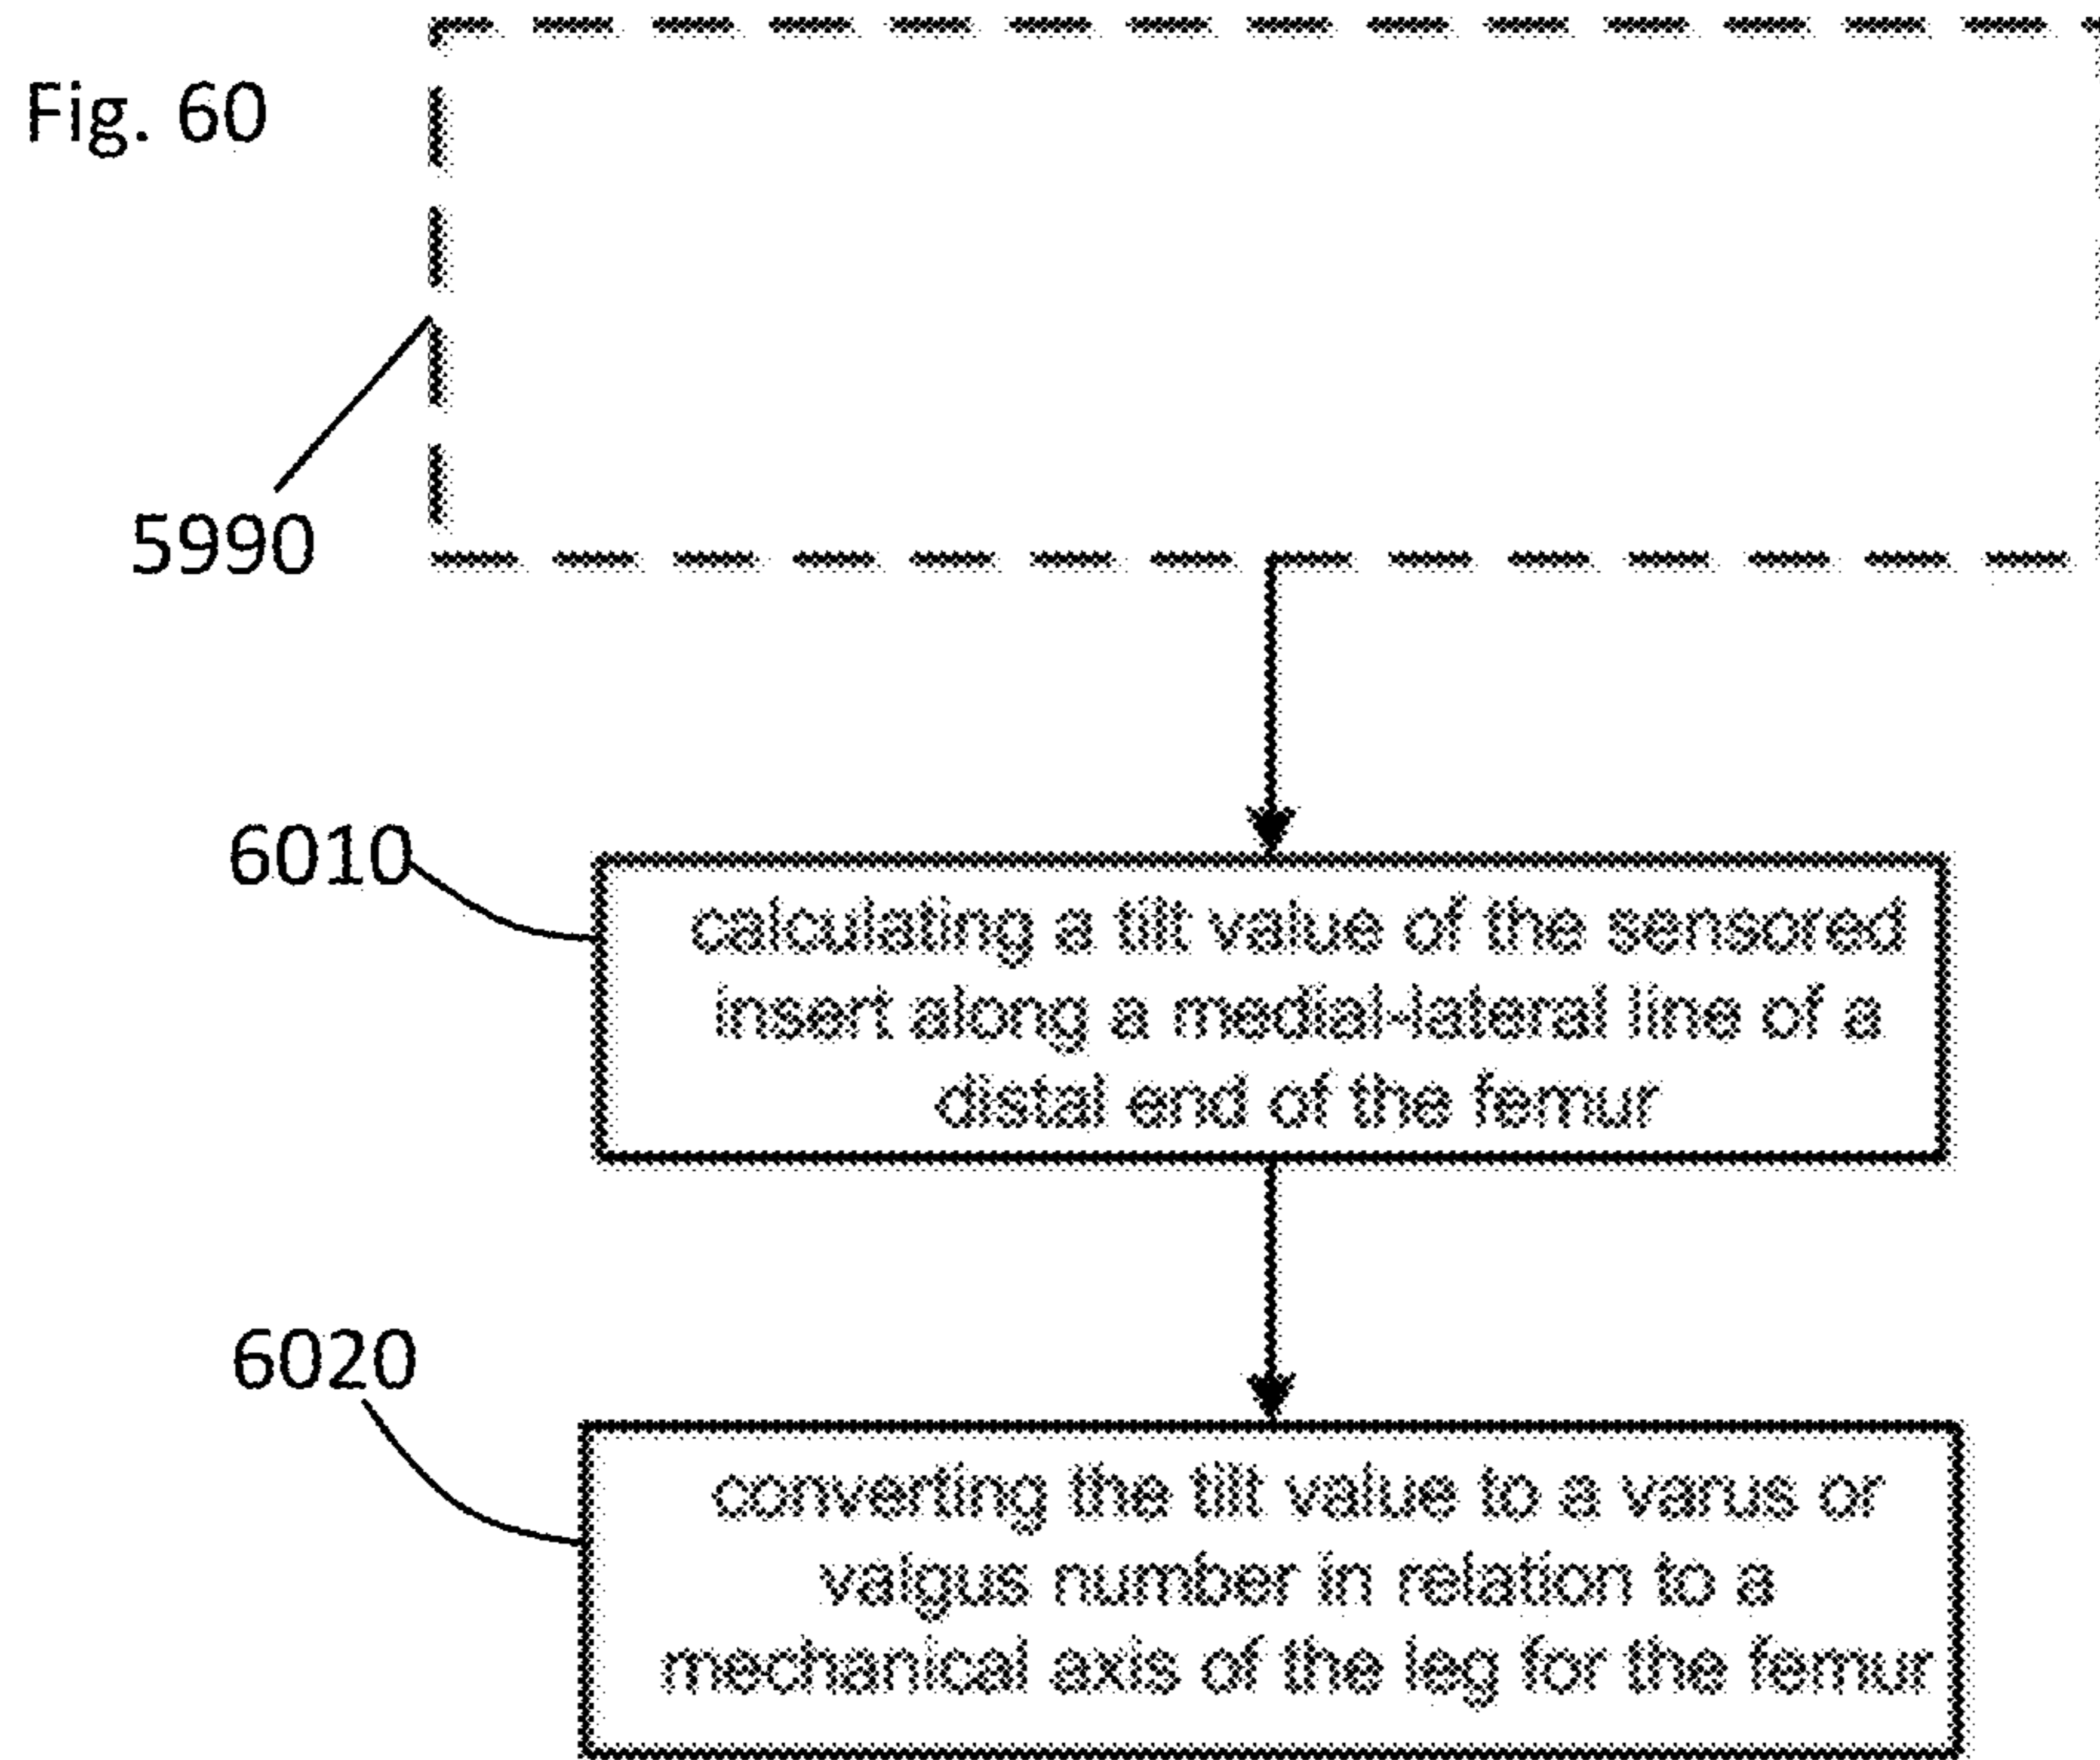 Fig. 60
5990
6010
calculating a tilt value of the sensored
insert along a medial-lateral line of a
distal end of the femur
6020
converting the tilt value to a varus or
valgus number in relation to a
mechanical axis of the leg for the femur